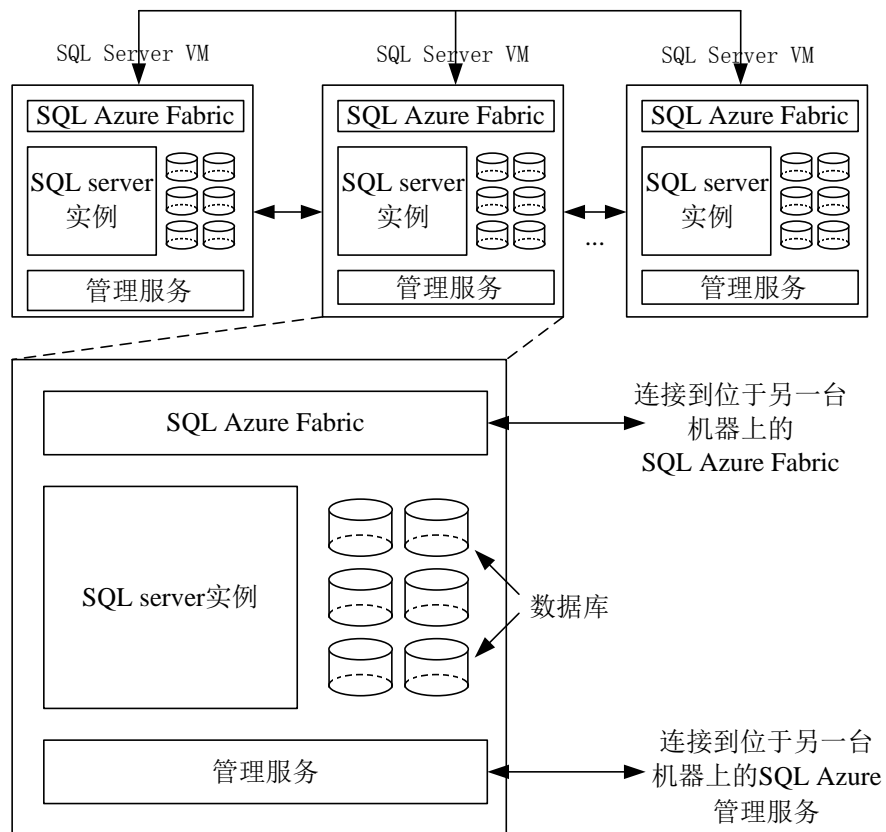 SQL Server VM
SQL Server VM
SQL Server VM
SQL Azure Fabric
SQL Azure Fabric
SQL Azure Fabric
SQL server
实例
SQL server
实例
SQL server
实例
...
管理服务
管理服务
管理服务
SQL Azure Fabric
连接到位于另一台
机器上的
SQL Azure Fabric
SQL server实例
数据库
管理服务
连接到位于另一台
机器上的SQL Azure
管理服务